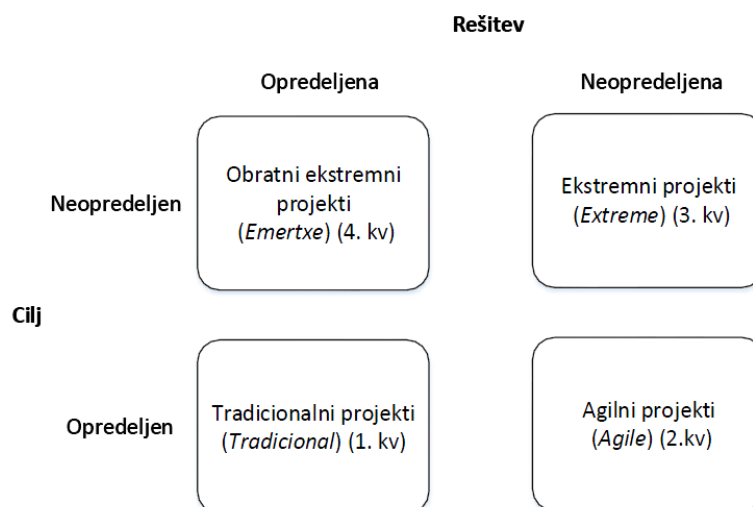 Rešitev
Opredeljena
Neopredeljena
Neopredeljen
Obratni ekstremni
projekti
(Emertxe) (4. kv)
Ekstremni projekti
(Extreme) (3. kv)
Cilj
Opredeljen
Tradicionalni projekti
(Tradicional) (1. kv)
Agilni projekti
(Agile) (2.kv)